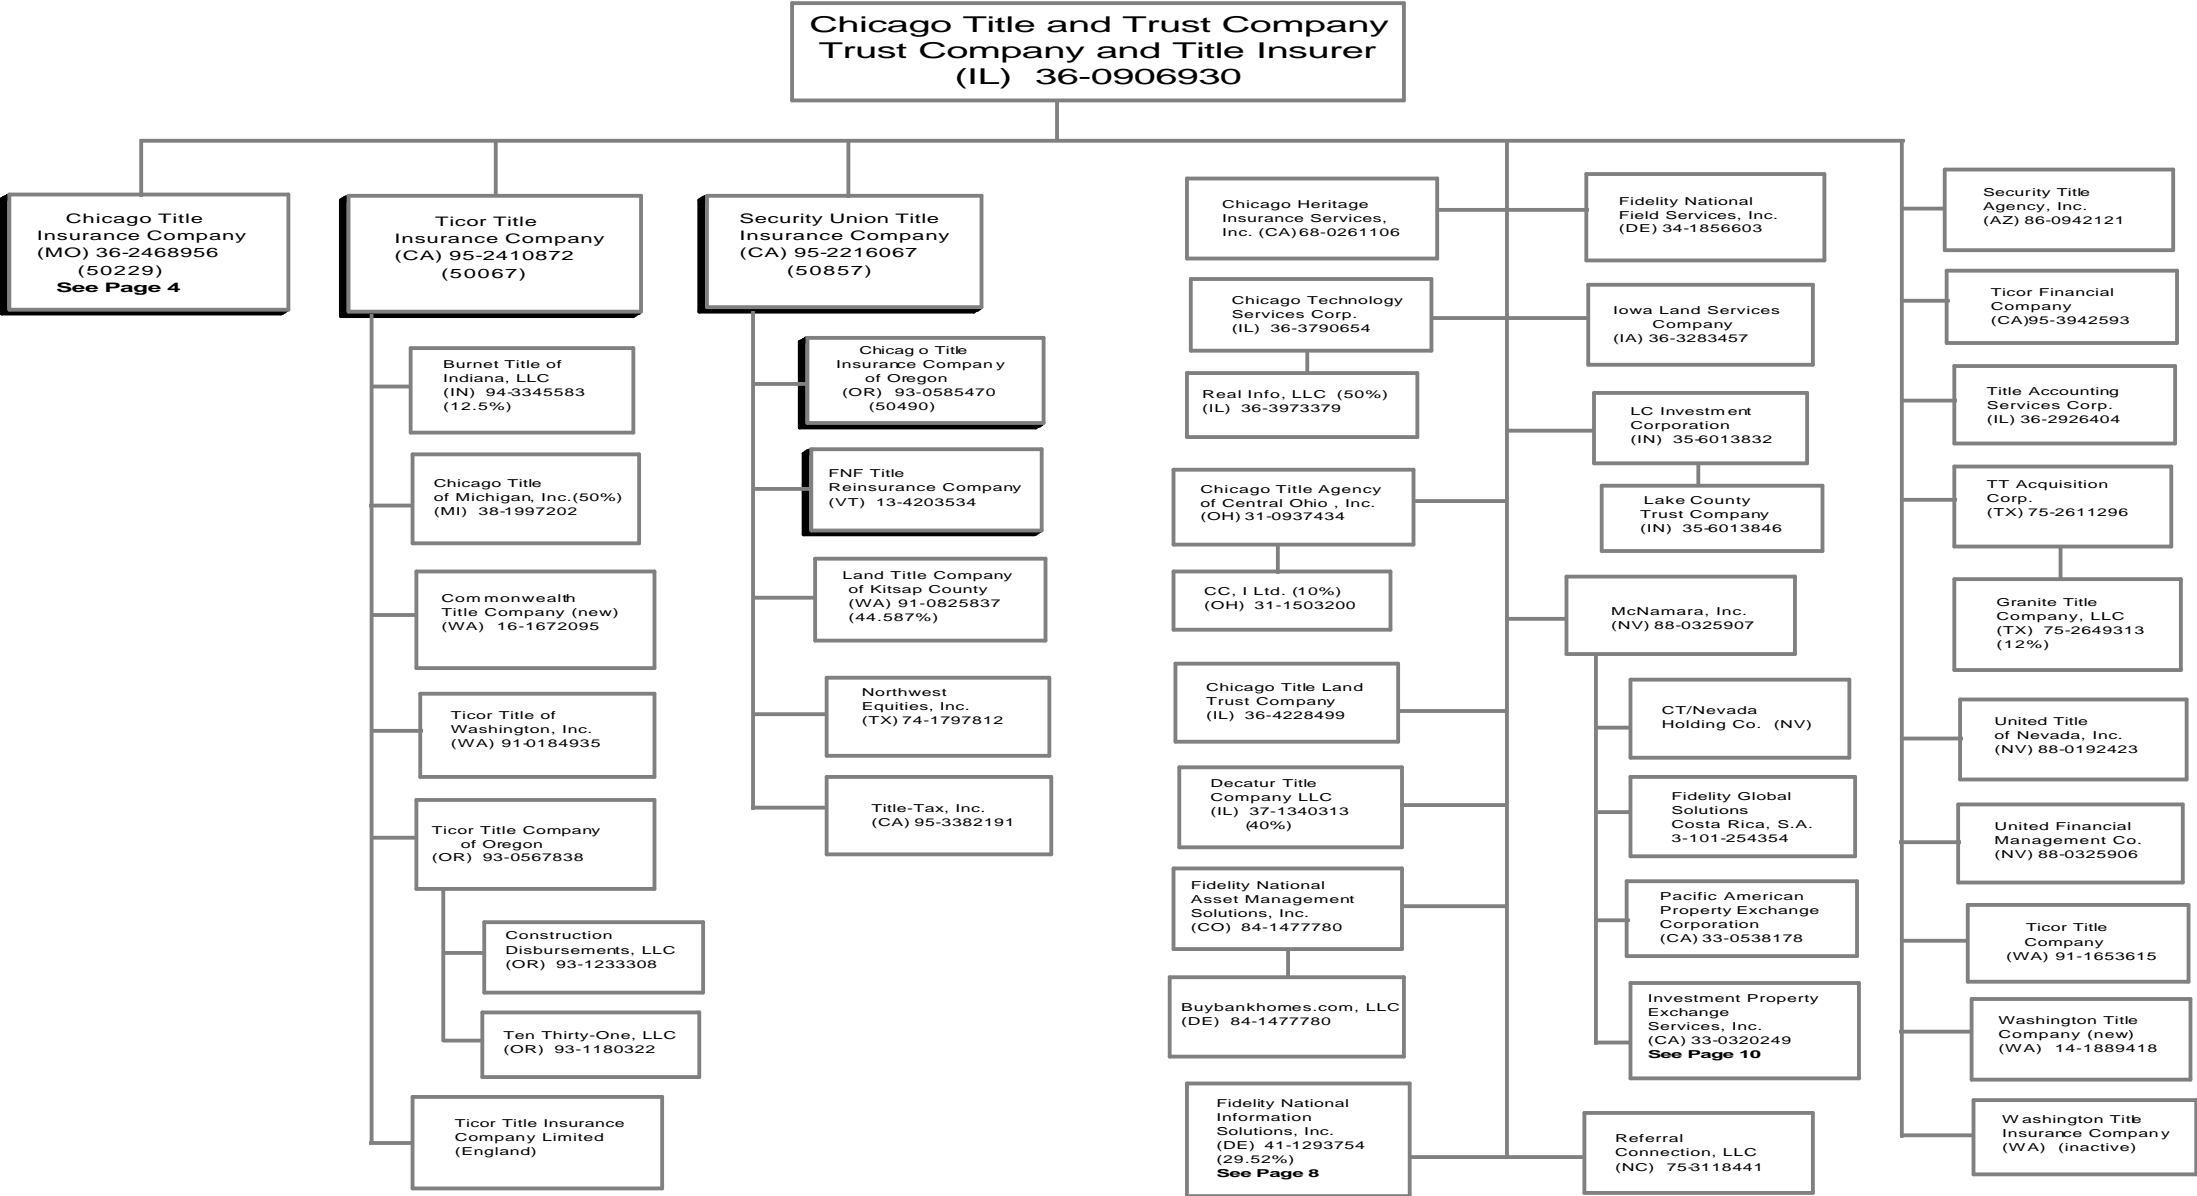 Chicago Title and Trust Company
Trust Company and Title Insurer
(IL) 36-0906930
Chicago Title
Insurance Company
(MO) 36-2468956
(50229)
See Page 4
Ticor Title
Insurance Company
(CA) 95-2410872
(50067)
Burnet Title of
Indiana, LLC
(IN) 94-3345583
(12.5%)
Chicago Title
of Michigan, Inc.(50%)
(MI) 38-1997202
Commonwealth
Title Company (new)
(WA) 16-1672095
Ticor Title of
Washington, Inc.
(WA) 91-0184935
Ticor Title Company
of Oregon
(OR) 93-0567838
Construction
Disbursements, LLC
(OR) 93-1233308
Ten Thirty-One, LLC
(OR) 93-1180322
Ticor Title Insurance
Company Limited
(England)
Security Union Title
Insurance Company
(CA) 95-2216067
(50857)
Chicago Title
Insurance Company
of Oregon
(OR) 93-0585470
(50490)
FNF Title
Reinsurance Company
(VT) 13-4203534
Land Title Company
of Kitsap County
(WA) 91-0825837
(44.587%)
Northwest
Equities, Inc.
(TX) 74-1797812
Title-Tax, Inc.
(CA) 95-3382191
Chicago Heritage
Insurance Services,
Inc. (CA)68-0261106
Chicago Technology
Services Corp.
(IL) 36-3790654
Real Info, LLC (50%)
(IL) 36-3973379
Chicago Title Agency
of Central Ohio , Inc.
(OH) 31-0937434
CC, I Ltd. (10%)
(OH) 31-1503200
Chicago Title Land
Trust Company
(IL) 36-4228499
Decatur Title
Company LLC
(IL) 37-1340313
(40%)
Fidelity National
Asset Management
Solutions, Inc.
(CO) 84-1477780
Buybankhomes.com, LLC
(DE) 84-1477780
Fidelity National
Information
Solutions, Inc.
(DE) 41-1293754
(29.52%)
See Page 8
Fidelity National
Field Services, Inc.
(DE) 34-1856603
Iowa Land Services
Company
(IA) 36-3283457
LC Investment
Corporation
(IN) 35-6013832
Lake County
Trust Company
(IN) 35-6013846
McNamara, Inc.
(NV) 88-0325907
CT/Nevada
Holding Co. (NV)
Fidelity Global
Solutions
Costa Rica, S.A.
3-101-254354
Pacific American
Property Exchange
Corporation
(CA) 33-0538178
Investment Property
Exchange
Services, Inc.
(CA) 33-0320249
See Page 10
Referral
Connection, LLC
(NC) 75-3118441
Security Title
Agency, Inc.
(AZ) 86-0942121
Ticor Financial
Company
(CA)95-3942593
Title Accounting
Services Corp.
(IL) 36-2926404
TT Acquisition
Corp.
(TX) 75-2611296
Granite Title
Company, LLC
(TX) 75-2649313
(12%)
United Title
of Nevada, Inc.
(NV) 88-0192423
United Financial
Management Co.
(NV) 88-0325906
Ticor Title
Company
(WA) 91-1653615
Washington Title
Company (new)
(WA) 14-1889418
Washington Title
Insurance Company
(WA) (inactive)